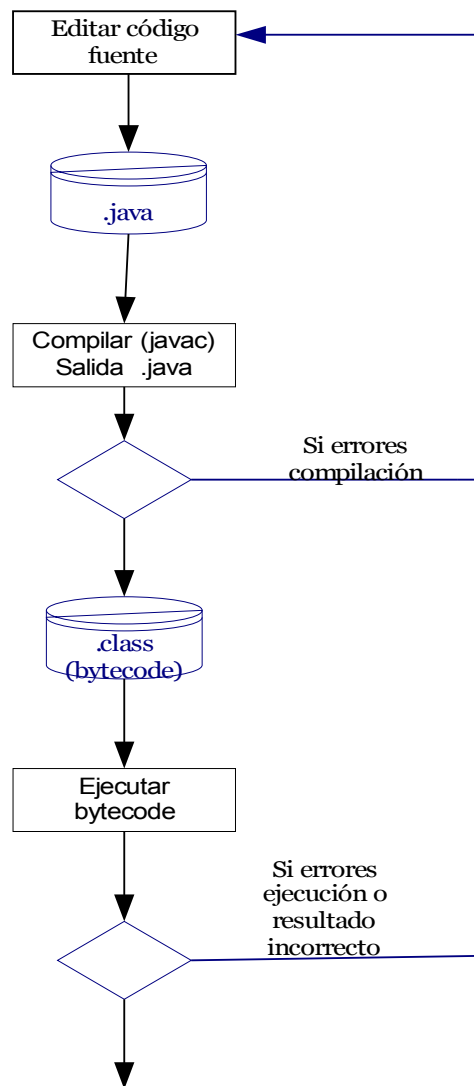 Editar código
fuente
.java
Compilar (javac)
Salida .java
Si errores
compilación
.class
(bytecode)
Ejecutar
bytecode
Si errores
ejecución o
resultado
incorrecto